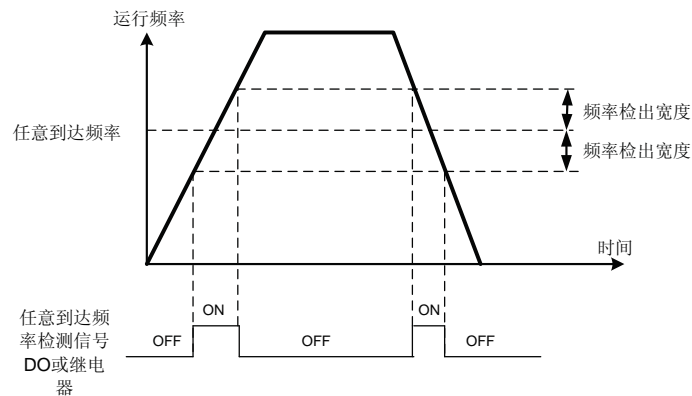 运行频率
频率检出宽度
任意到达频率
频率检出宽度
时间
任意到达频
率检测信号
DO或继电
器
OFF
ON
OFF
ON
OFF